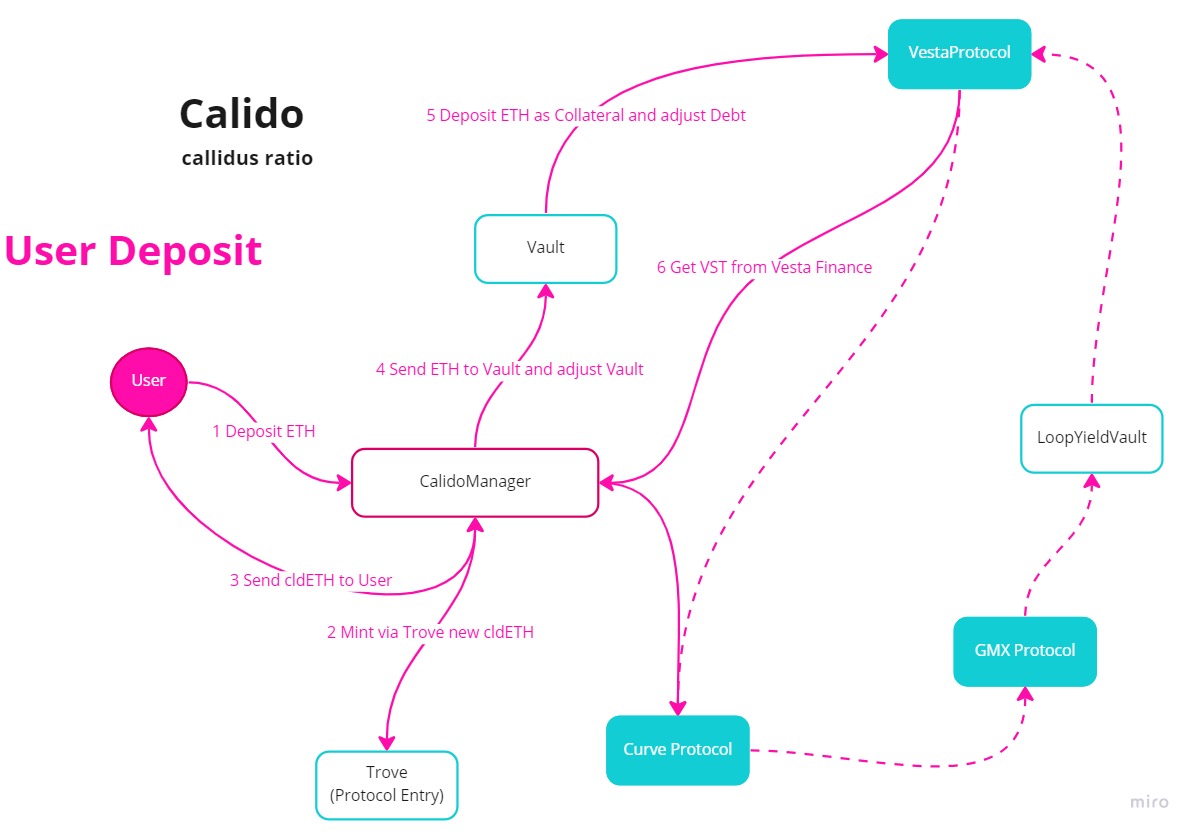 VestaProtocol
Calido
callidus ratio
5 Deposit ETH as Collateral and adjust Debt
User Deposit
Vault
6 Get VST from Vesta Finance
4 Send ETH to Vault and adjust Vault
User
1 Deposit ETH
LoopYieldVault
CalidoManager
3 Send cldETH to User
2 Mint via Trove new cldETH
GMX Protocol
Curve Protocol
Trove
(Protocol Entry)
miro